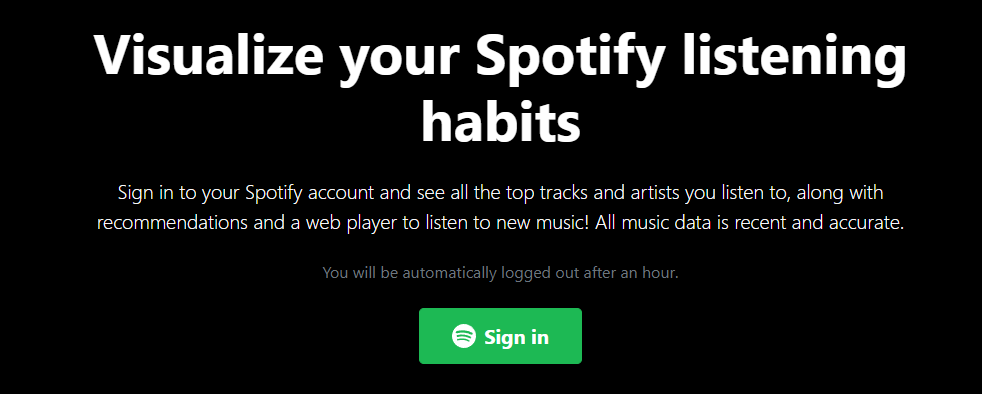 Visualize your Spotify listening
habits
Sign in to your Spotify account and see all the top tracks and artists you listen to, along with
recommendations and a web player to listen to new music! All music data is recent and accurate.
You will be automatically logged out after an hour.
Sign in